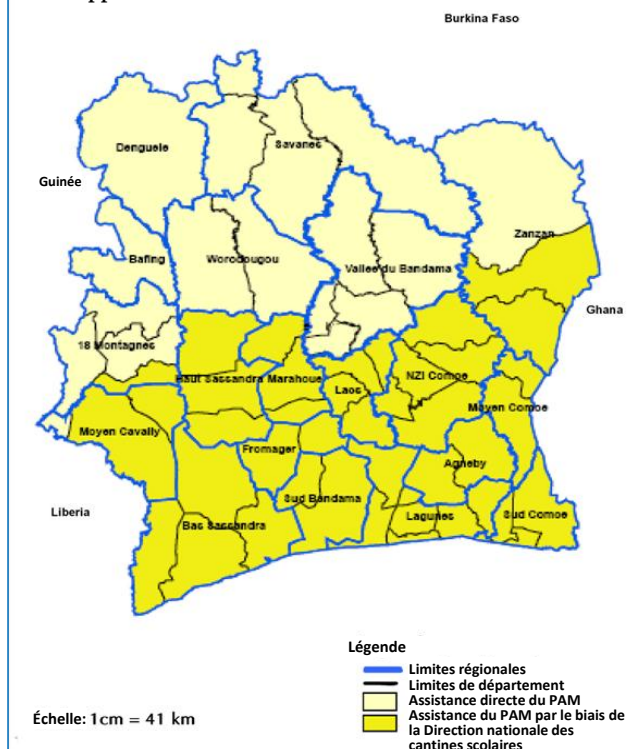 Burkina Faso
Denguele
Savanes
Guinée
Zanzan
Bafing
Worodougou
Vallee du Bandama
Ghana
18 Montagnes
Haut Sassandra
Marahoue
Laos
NZI Comoe
Moyen Comoe
Moyen Cavally
Fromager
Agneby
Sud Bandama
Liberia
Bas Sassandra
Lagunes
Sud Comoe
Légende
Limites régionales
Limites de département
Assistance directe du PAM
Assistance du PAM par le biais de
la Direction nationale des
cantines scolaires
Échelle: 1cm = 41 km